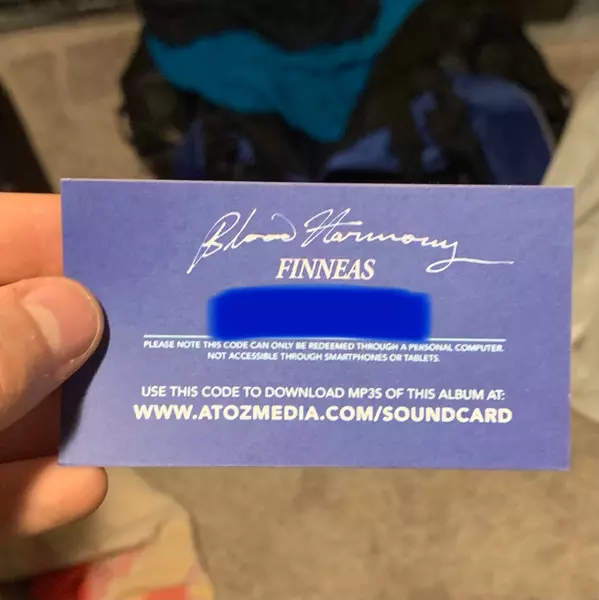 Blood Harmony
FINNEAS
PLEASE NOTE THIS CODE CAN ONLY BE REDEEMED THROUGH A PERSONAL COMPUTER.
NOT ACCESSIBLE THROUGH SMARTPHONES OR TABLETS.
USE THIS CODE TO DOWNLOAD MP3S OF THIS ALBUM AT:
WWW.ATOZMEDIA.COM/SOUNDCARD